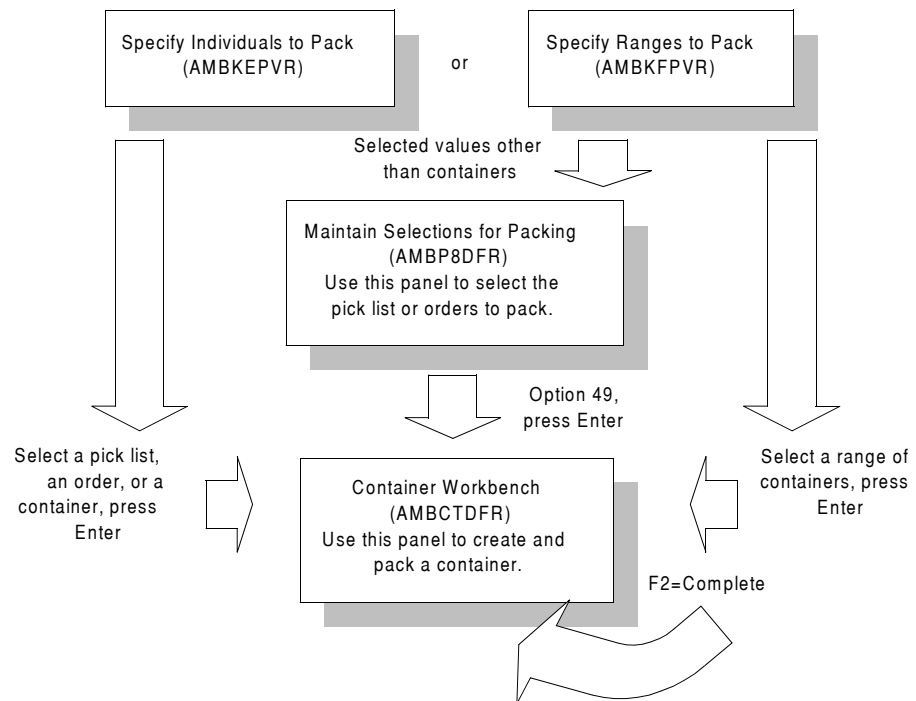 Specify Individuals to Pack
(AMBKEPVR)
or
Specify Ranges to Pack
(AMBKFPVR)
Selected values other
than containers
Maintain Selections for Packing
(AMBP8DFR)
Use this panel to select the
pick list or orders to pack.
Option 49,
press Enter
Select a pick list,
an order, or a
container, press
Enter
Container Workbench
(AMBCTDFR)
Use this panel to create and
pack a container.
Select a range of
containers, press
Enter
F2=Complete